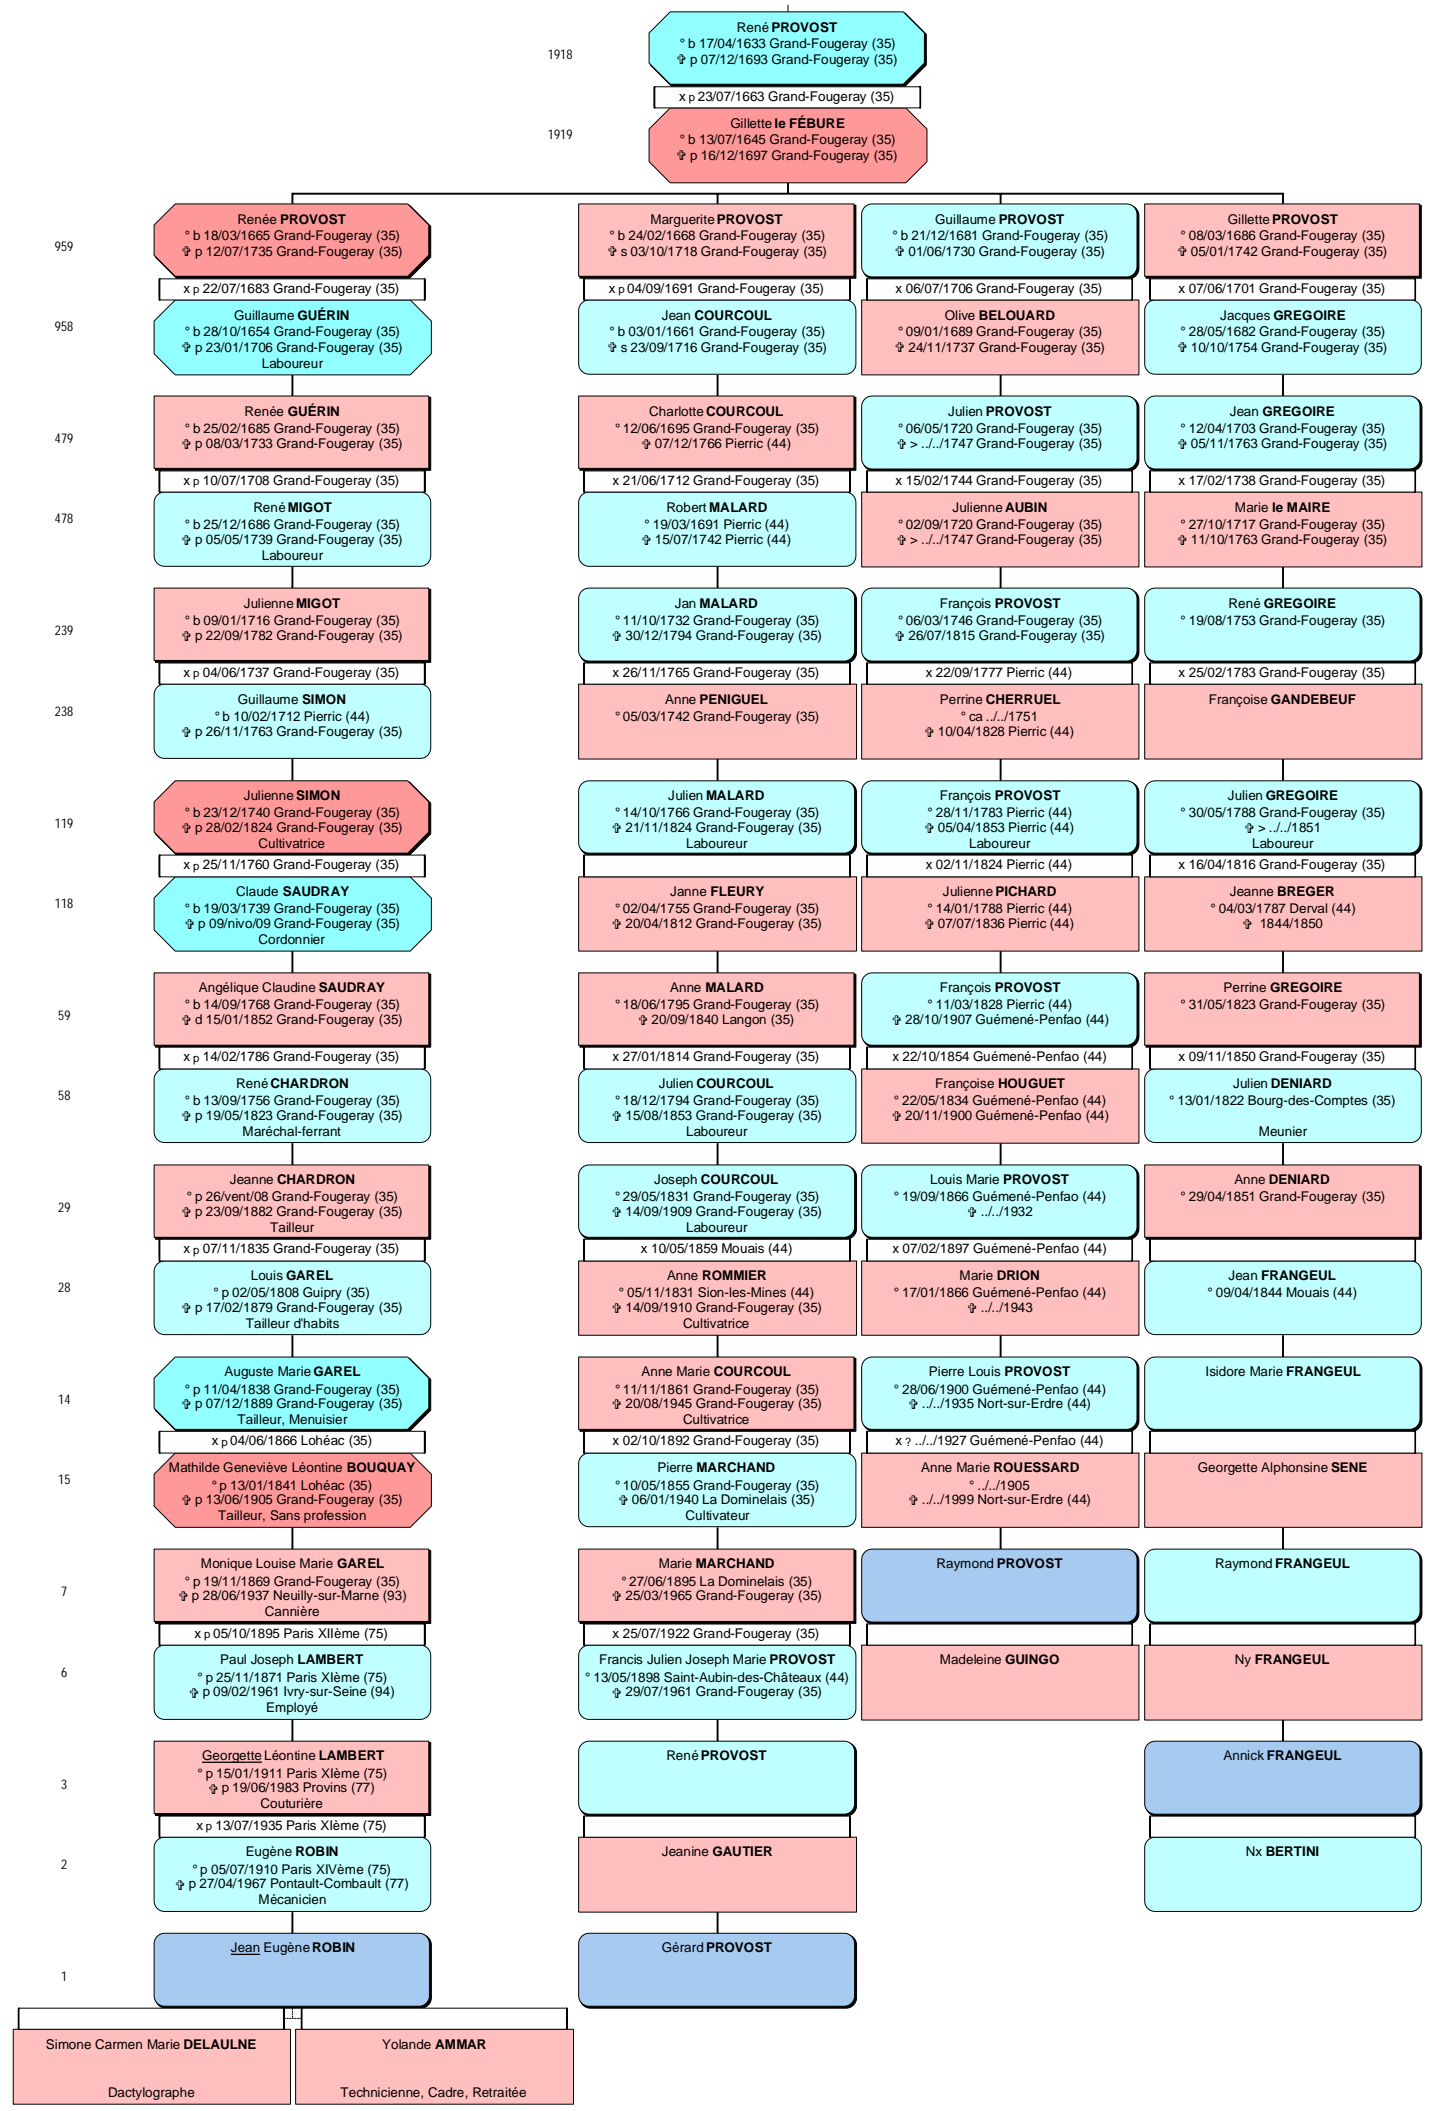 René PROVOST
° b 17/04/1633 Grand-Fougeray (35)
✞ p 07/12/1693 Grand-Fougeray (35)
1918
x p 23/07/1663 Grand-Fougeray (35)
Gillette le FÉBURE
° b 13/07/1645 Grand-Fougeray (35)
✞ p 16/12/1697 Grand-Fougeray (35)
1919
959
Renée PROVOST
° b 18/03/1665 Grand-Fougeray (35)
✞ p 12/07/1735 Grand-Fougeray (35)
x p 22/07/1683 Grand-Fougeray (35)
958
Guillaume GUÉRIN
° b 28/10/1654 Grand-Fougeray (35)
✞ p 23/01/1706 Grand-Fougeray (35)
Laboureur
Marguerite PROVOST
° b 24/02/1668 Grand-Fougeray (35)
✞ s 03/10/1718 Grand-Fougeray (35)
x p 04/09/1691 Grand-Fougeray (35)
Jean COURCOUL
° b 03/01/1661 Grand-Fougeray (35)
✞ s 23/09/1716 Grand-Fougeray (35)
Guillaume PROVOST
° b 21/12/1681 Grand-Fougeray (35)
✞ 01/06/1730 Grand-Fougeray (35)
x 06/07/1706 Grand-Fougeray (35)
Olive BELOUARD
° 09/01/1689 Grand-Fougeray (35)
✞ 24/11/1737 Grand-Fougeray (35)
Gillette PROVOST
° 08/03/1686 Grand-Fougeray (35)
✞ 05/01/1742 Grand-Fougeray (35)
x 07/06/1701 Grand-Fougeray (35)
Jacques GREGOIRE
° 28/05/1682 Grand-Fougeray (35)
✞ 10/10/1754 Grand-Fougeray (35)
479
Renée GUÉRIN
° b 25/02/1685 Grand-Fougeray (35)
✞ p 08/03/1733 Grand-Fougeray (35)
x p 10/07/1708 Grand-Fougeray (35)
478
René MIGOT
° b 25/12/1686 Grand-Fougeray (35)
✞ p 05/05/1739 Grand-Fougeray (35)
Laboureur
Charlotte COURCOUL
° 12/06/1695 Grand-Fougeray (35)
✞ 07/12/1766 Pierric (44)
x 21/06/1712 Grand-Fougeray (35)
Robert MALARD
° 19/03/1691 Pierric (44)
✞ 15/07/1742 Pierric (44)
Julien PROVOST
° 06/05/1720 Grand-Fougeray (35)
✞ > ../../1747 Grand-Fougeray (35)
x 15/02/1744 Grand-Fougeray (35)
Julienne AUBIN
° 02/09/1720 Grand-Fougeray (35)
✞ > ../../1747 Grand-Fougeray (35)
Jean GREGOIRE
° 12/04/1703 Grand-Fougeray (35)
✞ 05/11/1763 Grand-Fougeray (35)
x 17/02/1738 Grand-Fougeray (35)
Marie le MAIRE
° 27/10/1717 Grand-Fougeray (35)
✞ 11/10/1763 Grand-Fougeray (35)
239
Julienne MIGOT
° b 09/01/1716 Grand-Fougeray (35)
✞ p 22/09/1782 Grand-Fougeray (35)
x p 04/06/1737 Grand-Fougeray (35)
238
Guillaume SIMON
° b 10/02/1712 Pierric (44)
✞ p 26/11/1763 Grand-Fougeray (35)
Jan MALARD
° 11/10/1732 Grand-Fougeray (35)
✞ 30/12/1794 Grand-Fougeray (35)
x 26/11/1765 Grand-Fougeray (35)
Anne PENIGUEL
° 05/03/1742 Grand-Fougeray (35)
François PROVOST
° 06/03/1746 Grand-Fougeray (35)
✞ 26/07/1815 Grand-Fougeray (35)
x 22/09/1777 Pierric (44)
Perrine CHERRUEL
° ca ../../1751
✞ 10/04/1828 Pierric (44)
René GREGOIRE
° 19/08/1753 Grand-Fougeray (35)
x 25/02/1783 Grand-Fougeray (35)
Françoise GANDEBEUF
119
Julienne SIMON
° b 23/12/1740 Grand-Fougeray (35)
✞ p 28/02/1824 Grand-Fougeray (35)
Cultivatrice
x p 25/11/1760 Grand-Fougeray (35)
118
Claude SAUDRAY
° b 19/03/1739 Grand-Fougeray (35)
✞ p 09/nivo/09 Grand-Fougeray (35)
Cordonnier
Julien MALARD
° 14/10/1766 Grand-Fougeray (35)
✞ 21/11/1824 Grand-Fougeray (35)
Laboureur
Janne FLEURY
° 02/04/1755 Grand-Fougeray (35)
✞ 20/04/1812 Grand-Fougeray (35)
François PROVOST
° 28/11/1783 Pierric (44)
✞ 05/04/1853 Pierric (44)
Laboureur
x 02/11/1824 Pierric (44)
Julienne PICHARD
° 14/01/1788 Pierric (44)
✞ 07/07/1836 Pierric (44)
Julien GREGOIRE
° 30/05/1788 Grand-Fougeray (35)
✞ > ../../1851
Laboureur
x 16/04/1816 Grand-Fougeray (35)
Jeanne BREGER
° 04/03/1787 Derval (44)
✞ 1844/1850
59
Angélique Claudine SAUDRAY
° b 14/09/1768 Grand-Fougeray (35)
✞ d 15/01/1852 Grand-Fougeray (35)
x p 14/02/1786 Grand-Fougeray (35)
58
René CHARDRON
° b 13/09/1756 Grand-Fougeray (35)
✞ p 19/05/1823 Grand-Fougeray (35)
Maréchal-ferrant
Anne MALARD
° 18/06/1795 Grand-Fougeray (35)
✞ 20/09/1840 Langon (35)
x 27/01/1814 Grand-Fougeray (35)
Julien COURCOUL
° 18/12/1794 Grand-Fougeray (35)
✞ 15/08/1853 Grand-Fougeray (35)
Laboureur
François PROVOST
° 11/03/1828 Pierric (44)
✞ 28/10/1907 Guémené-Penfao (44)
x 22/10/1854 Guémené-Penfao (44)
Françoise HOUGUET
° 22/05/1834 Guémené-Penfao (44)
✞ 20/11/1900 Guémené-Penfao (44)
Perrine GREGOIRE
° 31/05/1823 Grand-Fougeray (35)
x 09/11/1850 Grand-Fougeray (35)
Julien DENIARD
° 13/01/1822 Bourg-des-Comptes (35)
Meunier
29
Jeanne CHARDRON
° p 26/vent/08 Grand-Fougeray (35)
✞ p 23/09/1882 Grand-Fougeray (35)
Tailleur
x p 07/11/1835 Grand-Fougeray (35)
28
Louis GAREL
° p 02/05/1808 Guipry (35)
✞ p 17/02/1879 Grand-Fougeray (35)
Tailleur d'habits
Joseph COURCOUL
° 29/05/1831 Grand-Fougeray (35)
✞ 14/09/1909 Grand-Fougeray (35)
Laboureur
x 10/05/1859 Mouais (44)
Anne ROMMIER
° 05/11/1831 Sion-les-Mines (44)
✞ 14/09/1910 Grand-Fougeray (35)
Cultivatrice
Louis Marie PROVOST
° 19/09/1866 Guémené-Penfao (44)
✞ ../../1932
x 07/02/1897 Guémené-Penfao (44)
Marie DRION
° 17/01/1866 Guémené-Penfao (44)
✞ ../../1943
Anne DENIARD
° 29/04/1851 Grand-Fougeray (35)
Jean FRANGEUL
° 09/04/1844 Mouais (44)
14
Auguste Marie GAREL
° p 11/04/1838 Grand-Fougeray (35)
✞ p 07/12/1889 Grand-Fougeray (35)
Tailleur, Menuisier
x p 04/06/1866 Lohéac (35)
15
Mathilde Geneviève Léontine BOUQUAY
° p 13/01/1841 Lohéac (35)
✞ p 13/06/1905 Grand-Fougeray (35)
Tailleur, Sans profession
Anne Marie COURCOUL
° 11/11/1861 Grand-Fougeray (35)
✞ 20/08/1945 Grand-Fougeray (35)
Cultivatrice
x 02/10/1892 Grand-Fougeray (35)
Pierre MARCHAND
° 10/05/1855 Grand-Fougeray (35)
✞ 06/01/1940 La Dominelais (35)
Cultivateur
Pierre Louis PROVOST
° 28/06/1900 Guémené-Penfao (44)
✞ ../../1935 Nort-sur-Erdre (44)
x ? ../../1927 Guémené-Penfao (44)
Anne Marie ROUESSARD
° ../../1905
✞ ../../1999 Nort-sur-Erdre (44)
Isidore Marie FRANGEUL
Georgette Alphonsine SENE
7
Monique Louise Marie GAREL
° p 19/11/1869 Grand-Fougeray (35)
✞ p 28/06/1937 Neuilly-sur-Marne (93)
Cannière
x p 05/10/1895 Paris XIIème (75)
6
Paul Joseph LAMBERT
° p 25/11/1871 Paris XIème (75)
✞ p 09/02/1961 Ivry-sur-Seine (94)
Employé
Marie MARCHAND
° 27/06/1895 La Dominelais (35)
✞ 25/03/1965 Grand-Fougeray (35)
x 25/07/1922 Grand-Fougeray (35)
Francis Julien Joseph Marie PROVOST
° 13/05/1898 Saint-Aubin-des-Châteaux (44)
✞ 29/07/1961 Grand-Fougeray (35)
Raymond PROVOST
Madeleine GUINGO
Raymond FRANGEUL
Ny FRANGEUL
3
Georgette Léontine LAMBERT
° p 15/01/1911 Paris XIème (75)
✞ p 19/06/1983 Provins (77)
Couturière
x p 13/07/1935 Paris XIème (75)
2
Eugène ROBIN
° p 05/07/1910 Paris XIVème (75)
✞ p 27/04/1967 Pontault-Combault (77)
Mécanicien
René PROVOST
Jeanine GAUTIER
Annick FRANGEUL
Nx BERTINI
1
Jean Eugène ROBIN
Gérard PROVOST
Simone Carmen Marie DELAULNE
Dactylographe
Yolande AMMAR
Technicienne, Cadre, Retraitée